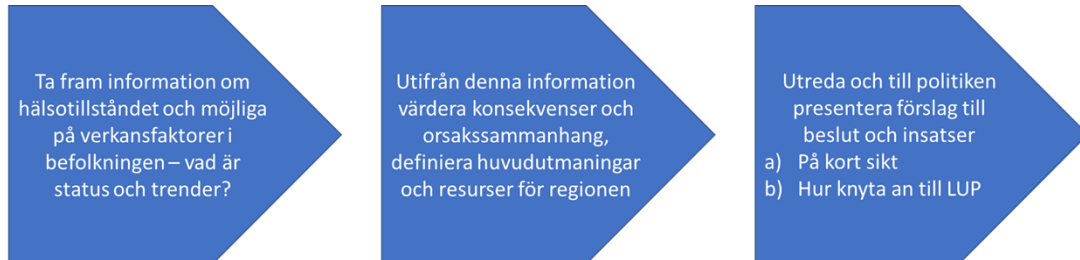 Ta fram information om
hälsotillståndet och möjliga
på verkansfaktorer i
befolkningen – vad är
status och trender?
Utifrån denna information
värdera konsekvenser och
orsakssammanhang,
definiera huvudutmaningar
och resurser för regionen
Utreda och till politiken
presentera förslag till
beslut och insatser
a) På kort sikt
b) Hur knyta an till LUP